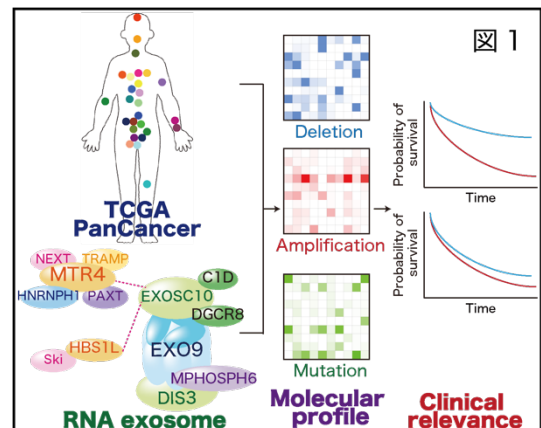 図1
TCGA
PanCancer
NEXT TRAMP
MTR4
HNRNPH1 PAXT
EXOSC10
C1D
DGCR8
EXO9
HBS1L
Ski
MPHOSPH6
DIS3
RNA exosome
Deletion
Amplification
Mutation
Molecular
profile
Probability of
survival
Time
Probability of
survival
Time
Clinical
relevance